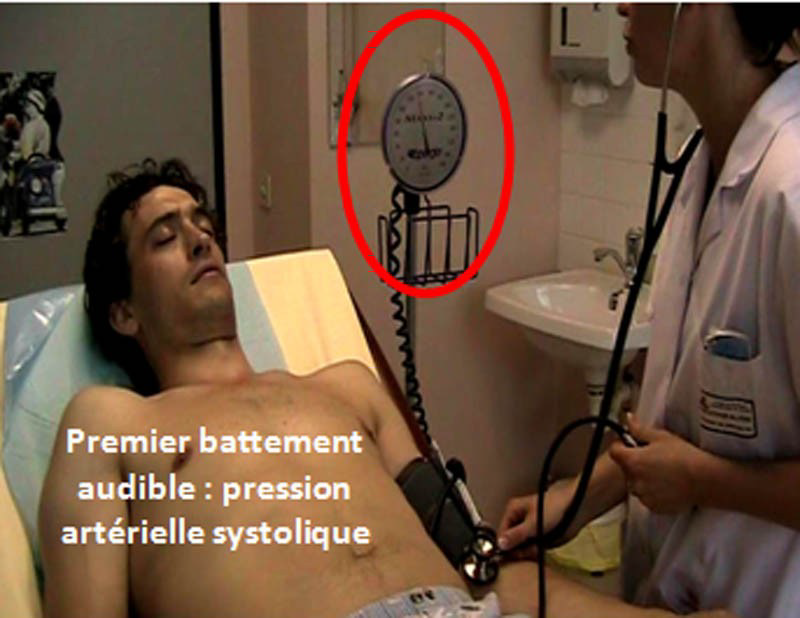 Premier battement
audible : pression
artérielle systolique